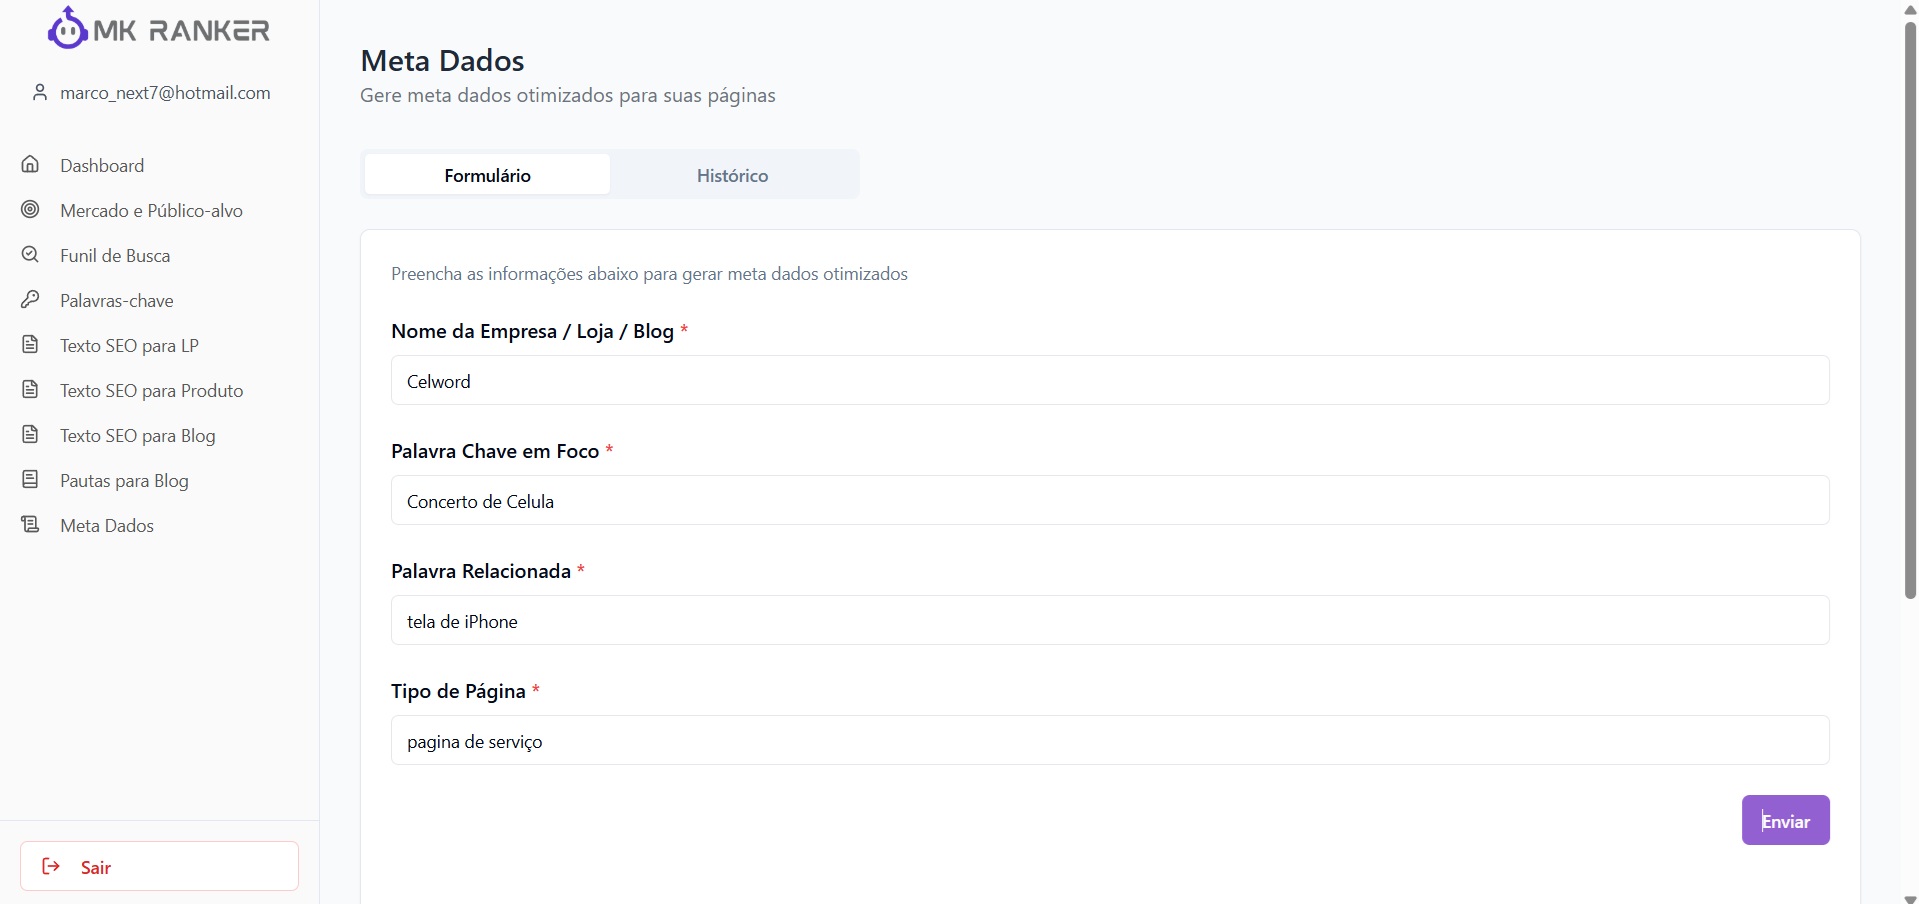 MK RANKER
marco_next7@hotmail.com
Dashboard
Mercado e Público-alvo
Funil de Busca
Palavras-chave
Texto SEO para LP
Texto SEO para Produto
Texto SEO para Blog
Pautas para Blog
Meta Dados
Sair
Meta Dados
Gere meta dados otimizados para suas páginas
Formulário
Histórico
Preencha as informações abaixo para gerar meta dados otimizados
Nome da Empresa / Loja / Blog *
Celword
Palavra Chave em Foco *
Concerto de Celula
Palavra Relacionada *
tela de iPhone
Tipo de Página *
pagina de serviço
Enviar